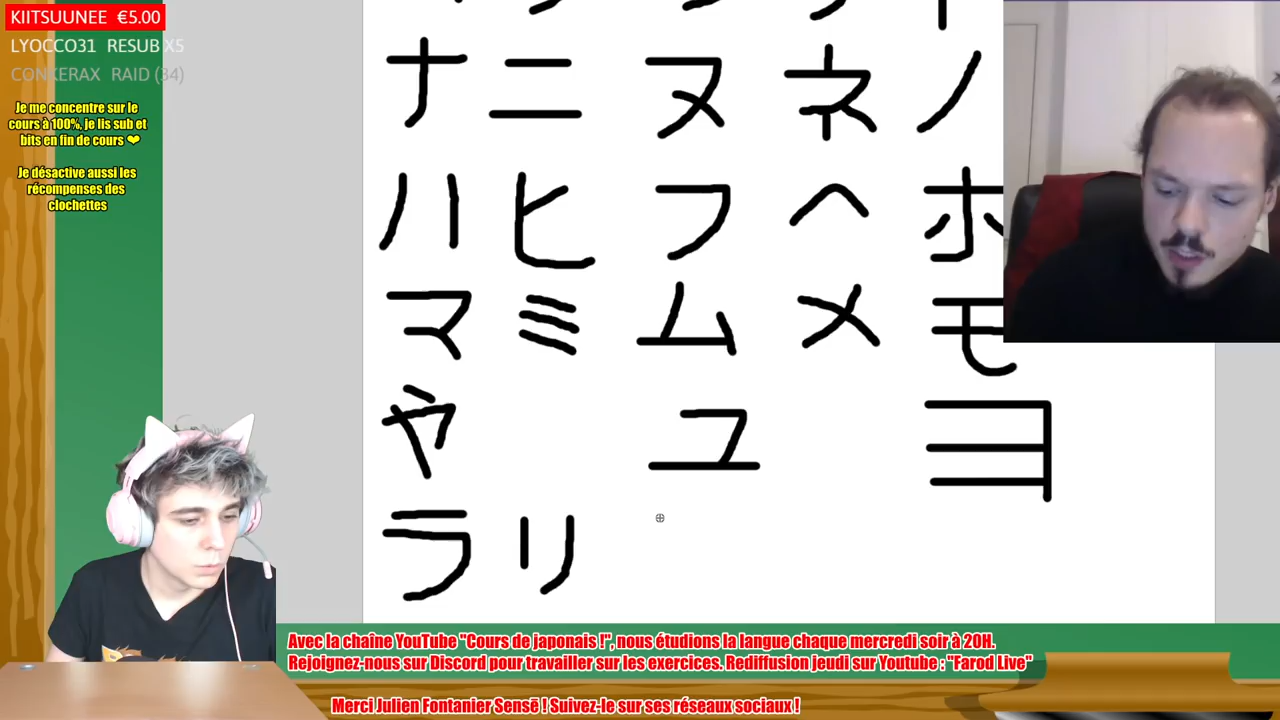 KIITSUUNEE €5.00
LYOCCO31 RESUB X5
CONKERAX RAID (34)
Je me concentre sur le
cours à 100%, je lis sub et
bits en fin de cours ❤
Je désactive aussi les
récompenses des
clochettes
ナ ニ ヌ ネ ノ
ハ ヒ フ ヘ ホ
マ ミ ム メ モ
ヤ ユ ヨ
ラ リ
Avec la chaîne YouTube "Cours de japonais !", nous étudions la langue chaque mercredi soir à 20H.
Rejoignez-nous sur Discord pour travailler sur les exercices. Rediffusion jeudi sur Youtube : "Farod Live"
Merci Julien Fontanier Sensē ! Suivez-le sur ses réseaux sociaux !